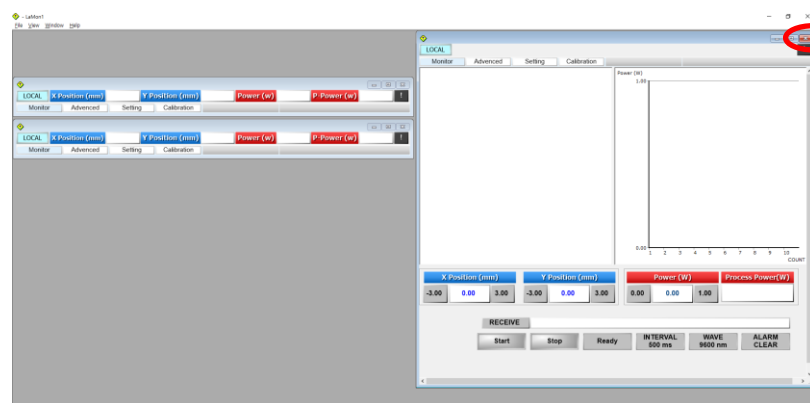 - LaMon1
File View Window Help
LOCAL
Monitor Advanced Setting Calibration
LOCAL X Position (mm) Y Position (mm) Power (w) P-Power (w) !
Monitor Advanced Setting Calibration
LOCAL X Position (mm) Y Position (mm) Power (w) P-Power (w) !
Monitor Advanced Setting Calibration
Power (W)
1.00
0.00
1 2 3 4 5 6 7 8 9 10
COUNT
X Position (mm) Y Position (mm) Power (W) Process Power(W)
-3.00 0.00 3.00 -3.00 0.00 3.00 0.00 0.00 1.00
RECEIVE
Start Stop Ready INTERVAL WAVE ALARM
500 ms 9600 nm CLEAR